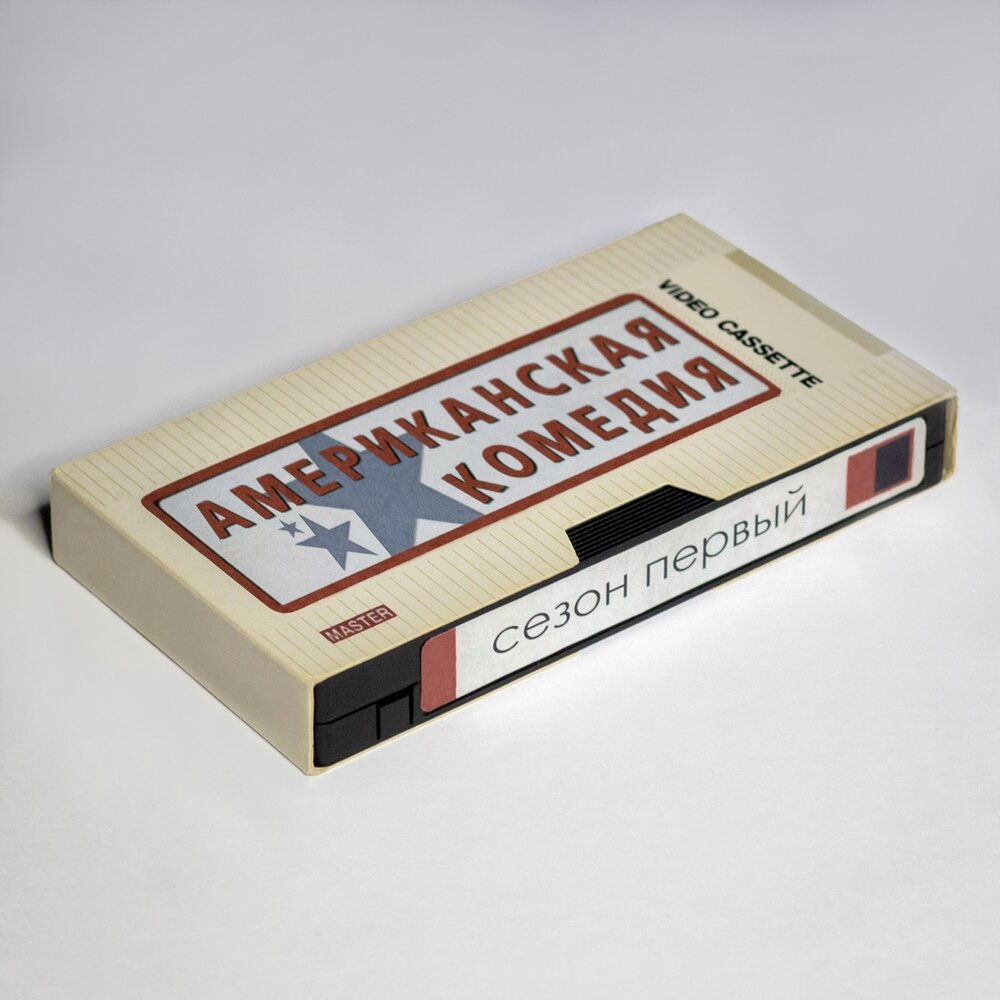 VIDEO CASSETTE
АМЕРИКАНСКАЯ
КОМЕДИЯ
MASTER
сезон первый